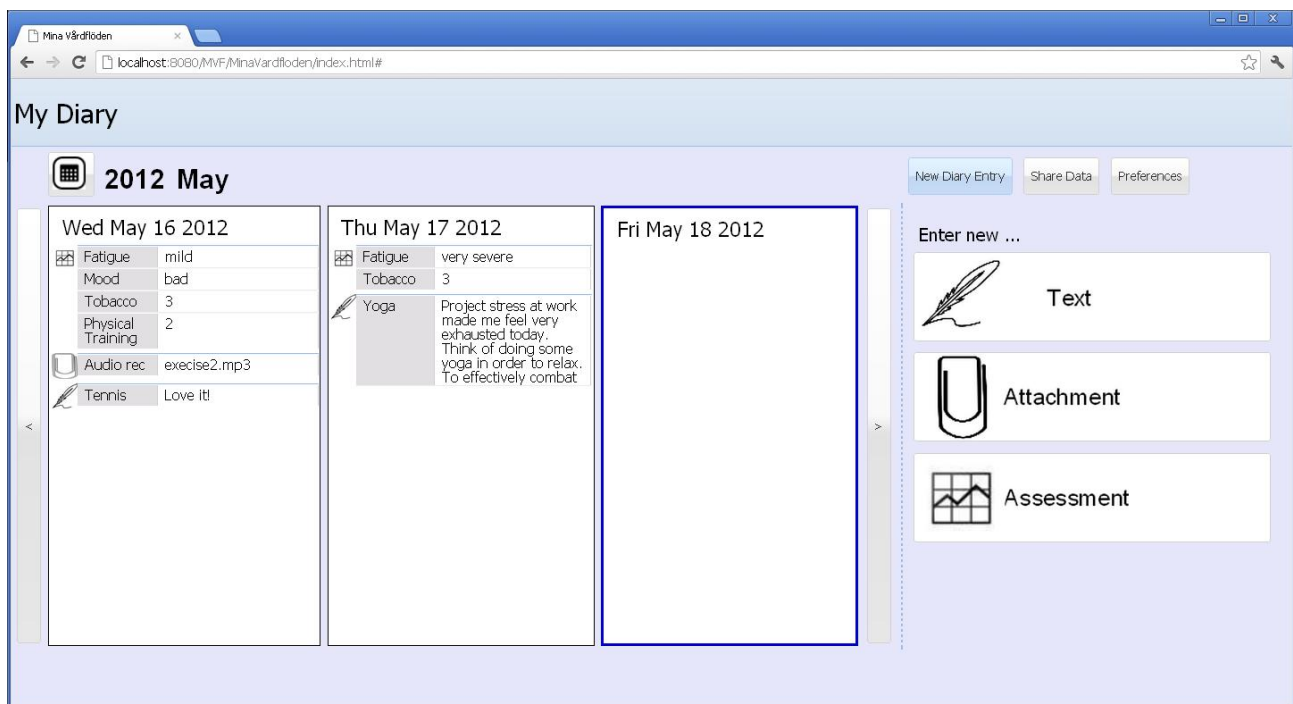 Mina Vårdflöden
localhost:8080/MVF/MinaVardfloden/index.html#
My Diary
2012 May
New Diary Entry
Share Data
Preferences
Wed May 16 2012
Fatigue mild
Mood bad
Tobacco 3
Physical 2
Training
Audio rec execise2.mp3
Tennis Love it!
Thu May 17 2012
Fatigue very severe
Tobacco 3
Yoga Project stress at work
made me feel very
exhausted today.
Think of doing some
yoga in order to relax.
To effectively combat
Fri May 18 2012
<
>
Enter new ...
Text
Attachment
Assessment